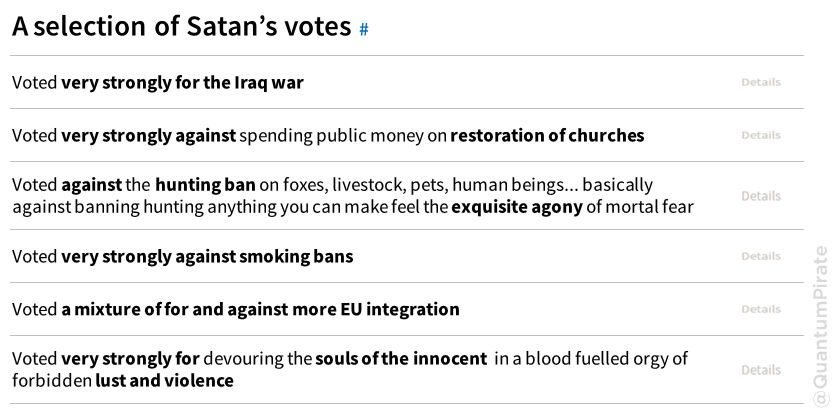 A selection of Satan’s votes #
Voted very strongly for the Iraq war
Details
Voted very strongly against spending public money on restoration of churches
Details
Voted against the hunting ban on foxes, livestock, pets, human beings... basically
against banning hunting anything you can make feel the exquisite agony of mortal fear
Details
Voted very strongly against smoking bans
Details
Voted a mixture of for and against more EU integration
Details
Voted very strongly for devouring the souls of the innocent in a blood fuelled orgy of
forbidden lust and violence
Details
@QuantumPirate